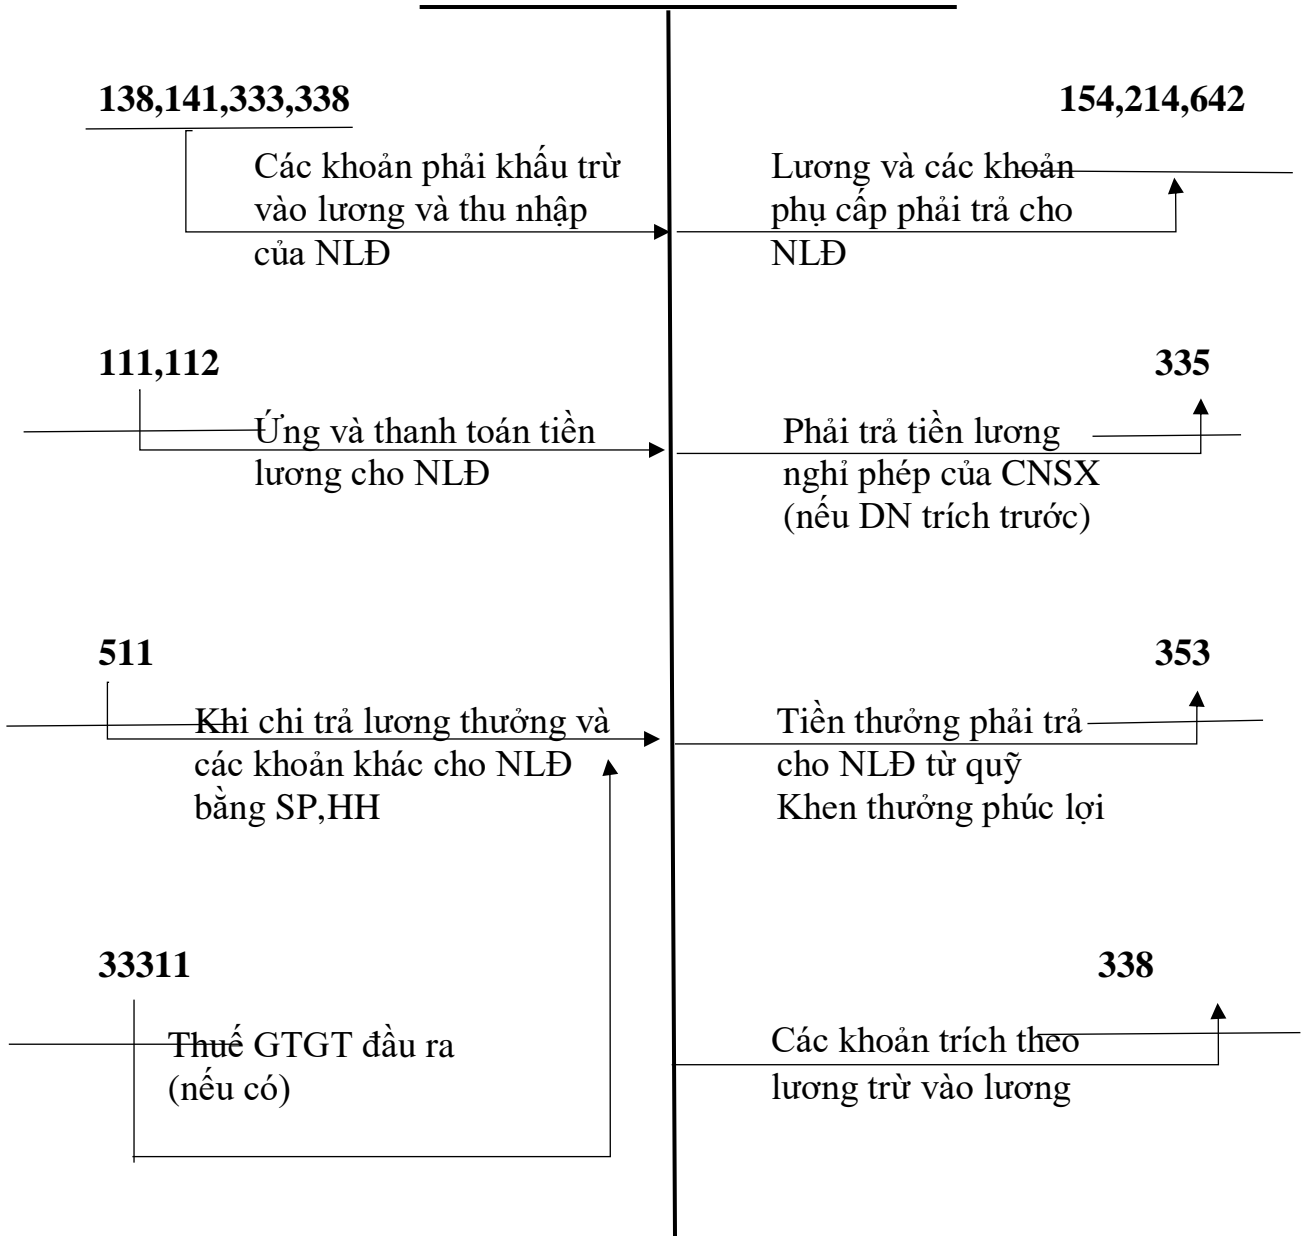 138,141,333,338
Các khoản phải khấu trừ
vào lương và thu nhập
của NLĐ
154,214,642
Lương và các khoản
phụ cấp phải trả cho
NLĐ
111,112
Ứng và thanh toán tiền
lương cho NLĐ
335
Phải trả tiền lương
nghỉ phép của CNSX
(nếu DN trích trước)
511
Khi chi trả lương thưởng và
các khoản khác cho NLĐ
bằng SP,HH
353
Tiền thưởng phải trả
cho NLĐ từ quỹ
Khen thưởng phúc lợi
33311
Thuế GTGT đầu ra
(nếu có)
338
Các khoản trích theo
lương trừ vào lương